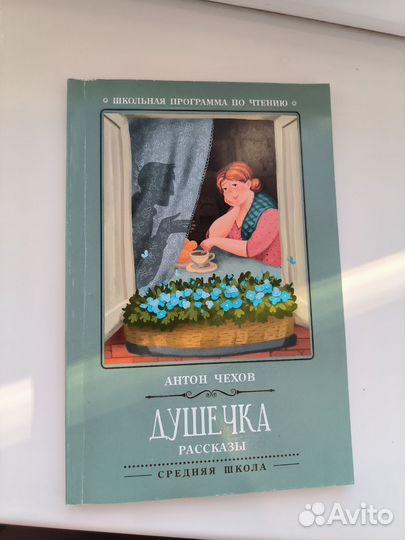 ШКОЛЬНАЯ ПРОГРАММА ПО ЧТЕНИЮ
АНТОН ЧЕХОВ
ДУШЕЧКА
РАССКАЗЫ
СРЕДНЯЯ ШКОЛА
Avito